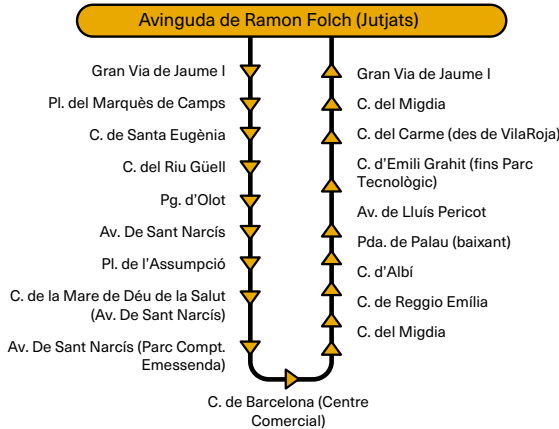 Avinguda de Ramon Folch (Jutjats)
Gran Via de Jaume I
Pl. del Marquès de Camps
C. de Santa Eugènia
C. del Riu Güell
Pg. d'Olot
Av. De Sant Narcís
Pl. de l'Assumpció
C. de la Mare de Déu de la Salut
(Av. De Sant Narcís)
Av. De Sant Narcís (Parc Compt.
Emessenda)
C. de Barcelona (Centre
Comercial)
Gran Via de Jaume I
C. del Migdia
C. del Carme (des de VilaRoja)
C. d'Emili Grahit (fins Parc
Tecnològic)
Av. de Lluís Pericot
Pda. de Palau (baixant)
C. d'Albí
C. de Reggio Emília
C. del Migdia